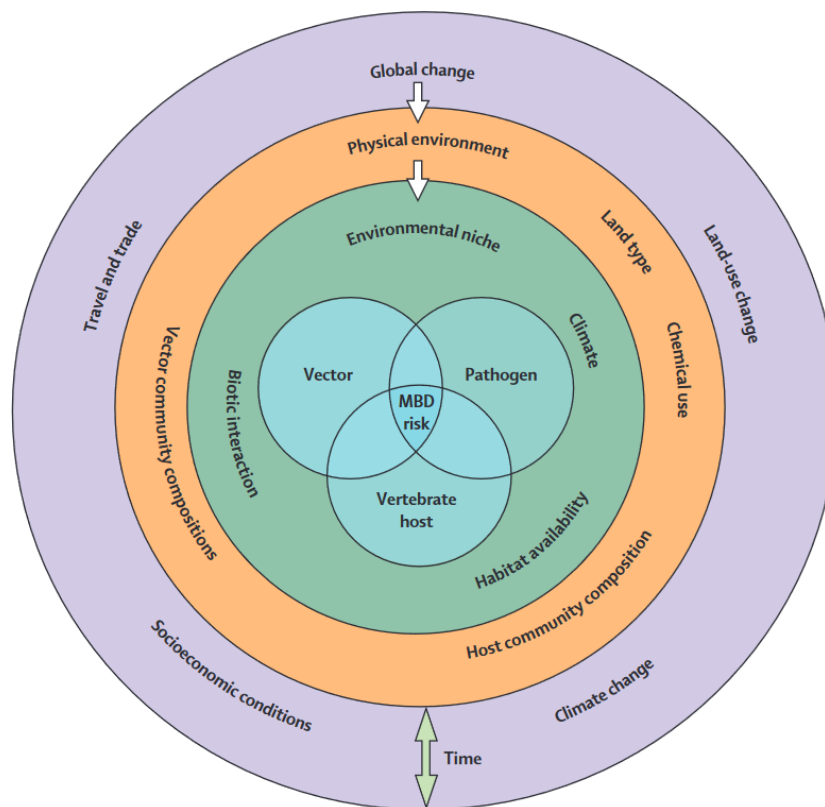 Global change
Physical environment
Environmental niche
Travel and trade
Land type
Land-use change
Vector community compositions
Biotic interaction
Climate
Chemical use
Vector
Pathogen
MBD
risk
Vertebrate
host
Habitat availability
Host community composition
Socioeconomic conditions
Climate change
Time